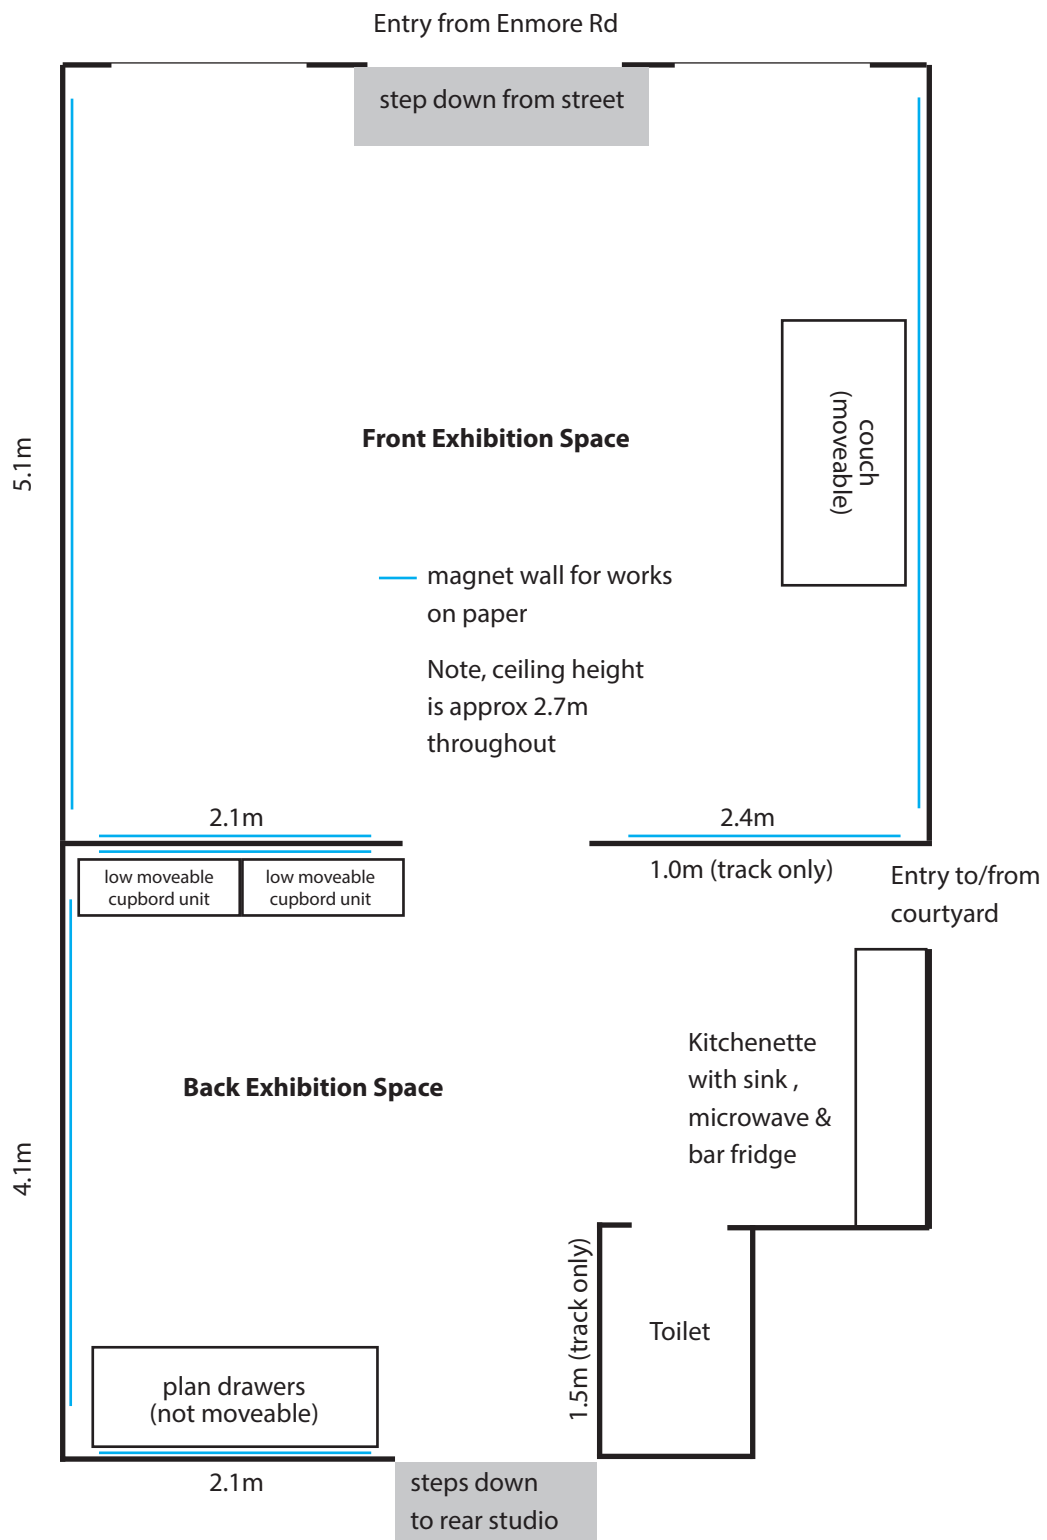 Entry from Enmore Rd
step down from street
5.1m
couch
(moveable)
Front Exhibition Space
magnet wall for works
on paper
Note, ceiling height
is approx 2.7m
throughout
2.1m
2.4m
low moveable
cupbord unit
low moveable
cupbord unit
1.0m (track only)
Entry to/from
courtyard
4.1m
Back Exhibition Space
Kitchenette
with sink ,
microwave &
bar fridge
1.5m (track only)
Toilet
plan drawers
(not moveable)
2.1m
steps down
to rear studio